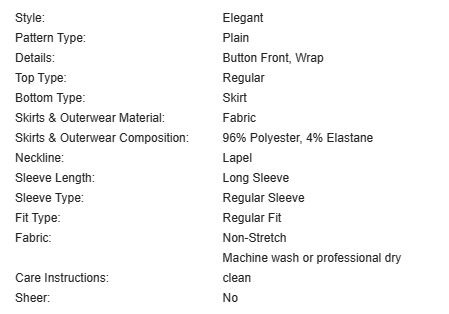 Style: Elegant
Pattern Type: Plain
Details: Button Front, Wrap
Top Type: Regular
Bottom Type: Skirt
Skirts & Outerwear Material: Fabric
Skirts & Outerwear Composition: 96% Polyester, 4% Elastane
Neckline: Lapel
Sleeve Length: Long Sleeve
Sleeve Type: Regular Sleeve
Fit Type: Regular Fit
Fabric: Non-Stretch
Machine wash or professional dry
Care Instructions: clean
Sheer: No